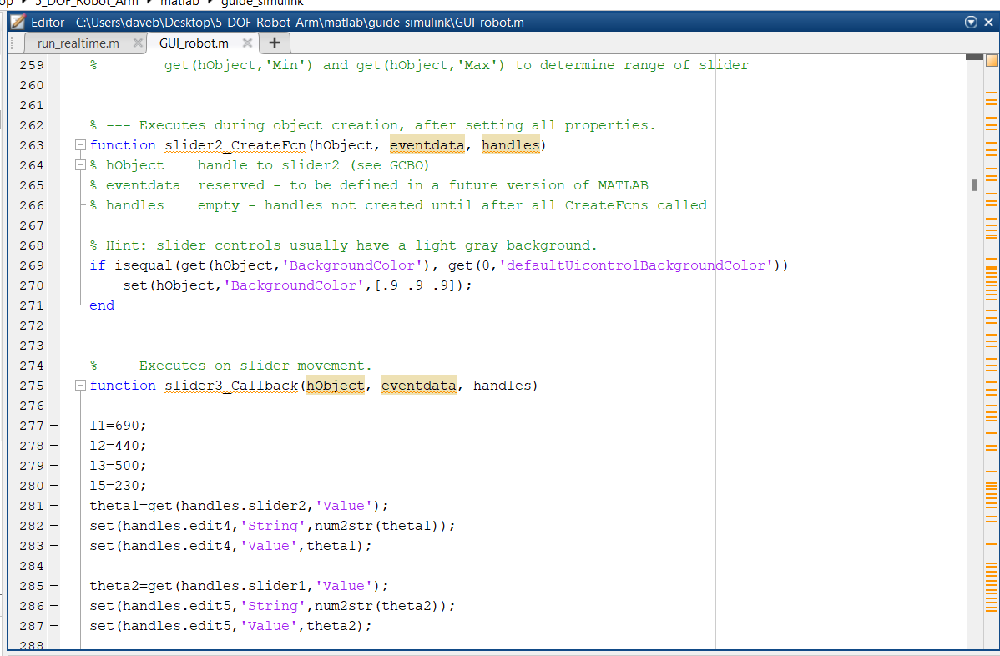 5_DOF_Robot_Arm matlab guide_simulink
Editor - C:\Users\daveb\Desktop\5_DOF_Robot_Arm\matlab\guide_simulink\GUI_robot.m
run_realtime.m GUI_robot.m
259 % get(hObject,'Min') and get(hObject,'Max') to determine range of slider
260
261
262 % --- Executes during object creation, after setting all properties.
263 function slider2_CreateFcn(hObject, eventdata, handles)
264 % hObject    handle to slider2 (see GCBO)
265 % eventdata  reserved - to be defined in a future version of MATLAB
266 % handles    empty - handles not created until after all CreateFcns called
267
268 % Hint: slider controls usually have a light gray background.
269 - if isequal(get(hObject,'BackgroundColor'), get(0,'defaultUicontrolBackgroundColor'))
270 -     set(hObject,'BackgroundColor',[.9 .9 .9]);
271 - end
272
273
274 % --- Executes on slider movement.
275 function slider3_Callback(hObject, eventdata, handles)
276
277 - l1=690;
278 - l2=440;
279 - l3=500;
280 - l5=230;
281 - theta1=get(handles.slider2,'Value');
282 - set(handles.edit4,'String',num2str(theta1));
283 - set(handles.edit4,'Value',theta1);
284
285 - theta2=get(handles.slider1,'Value');
286 - set(handles.edit5,'String',num2str(theta2));
287 - set(handles.edit5,'Value',theta2);
288